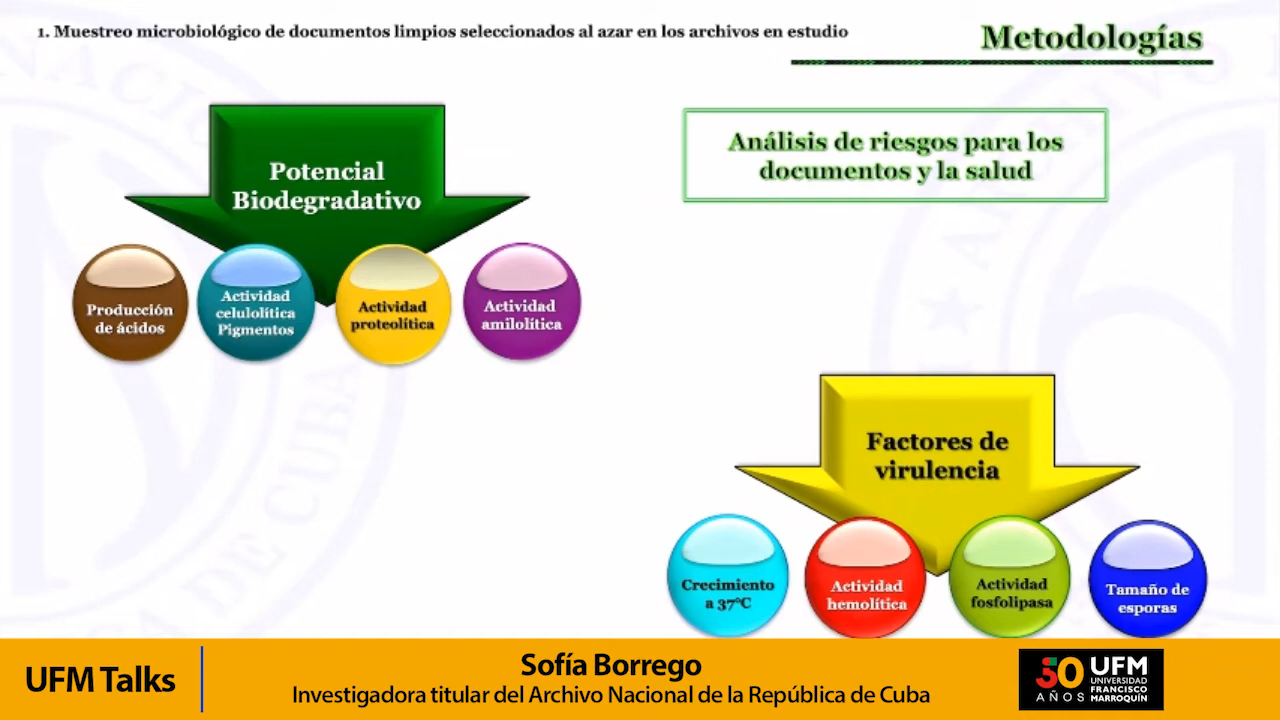 1. Muestreo microbiológico de documentos limpios seleccionados al azar en los archivos en estudio
Metodologías
Potencial
Biodegradativo
Producción
de ácidos
Actividad
celulolítica
Pigmentos
Actividad
proteolítica
Actividad
amilolítica
Análisis de riesgos para los
documentos y la salud
Factores de
virulencia
Crecimiento
a 37°C
Actividad
hemolítica
Actividad
fosfolipasa
Tamaño de
esporas
UFM Talks
Sofía Borrego
Investigadora titular del Archivo Nacional de la República de Cuba
50
AÑOS
UFM
UNIVERSIDAD
FRANCISCO
MARROQUÍN